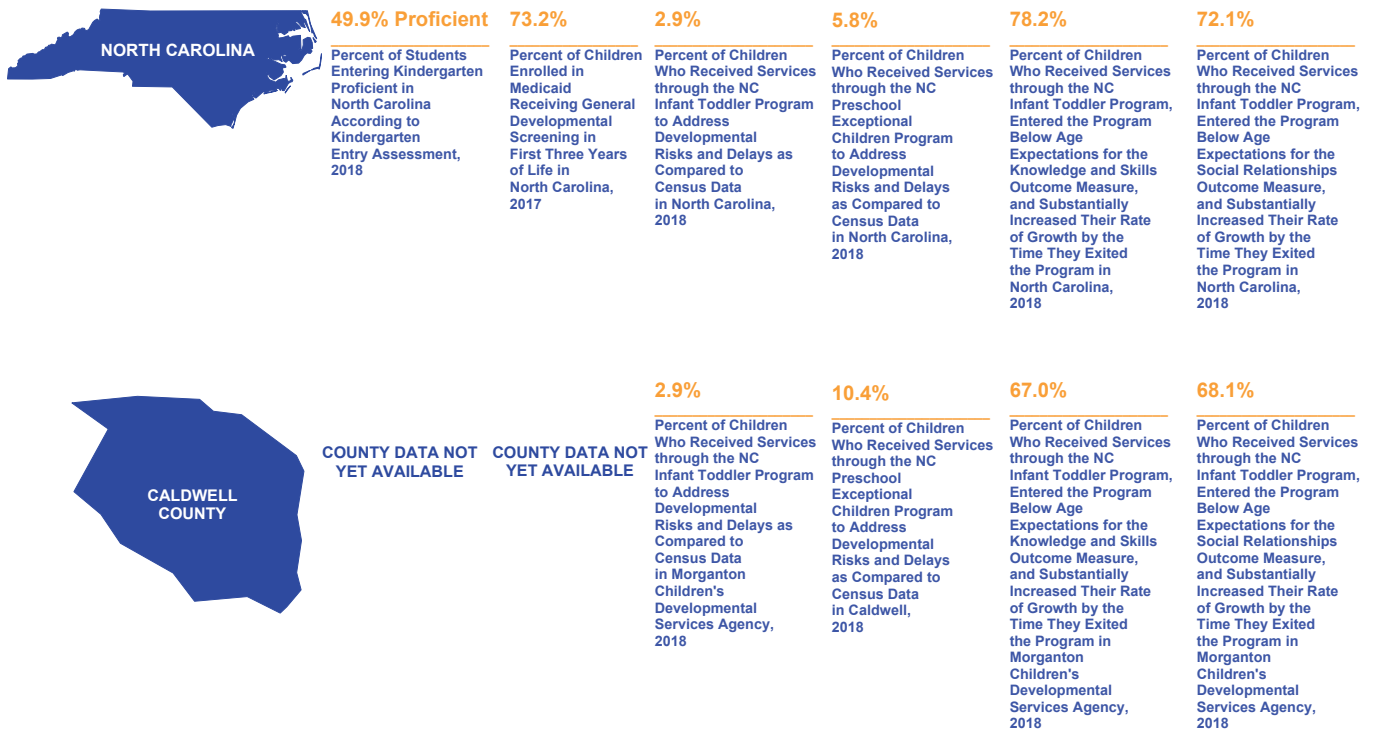 NORTH CAROLINA
49.9% Proficient
Percent of Students
Entering Kindergarten
Proficient in
North Carolina
According to
Kindergarten
Entry Assessment,
2018
73.2%
Percent of Children
Enrolled in
Medicaid
Receiving General
Developmental
Screening in
First Three Years
of Life in
North Carolina,
2017
2.9%
Percent of Children
Who Received Services
through the NC
Infant Toddler Program
to Address
Developmental
Risks and Delays as
Compared to
Census Data
in North Carolina,
2018
5.8%
Percent of Children
Who Received Services
through the NC
Preschool
Exceptional
Children Program
to Address
Developmental
Risks and Delays
as Compared to
Census Data
in North Carolina,
2018
78.2%
Percent of Children
Who Received Services
through the NC
Infant Toddler Program,
Entered the Program
Below Age
Expectations for the
Knowledge and Skills
Outcome Measure,
and Substantially
Increased Their Rate
of Growth by the
Time They Exited
the Program in
North Carolina,
2018
72.1%
Percent of Children
Who Received Services
through the NC
Infant Toddler Program,
Entered the Program
Below Age
Expectations for the
Social Relationships
Outcome Measure,
and Substantially
Increased Their Rate
of Growth by the
Time They Exited
the Program in
North Carolina,
2018
CALDWELL
COUNTY
COUNTY DATA NOT
YET AVAILABLE
COUNTY DATA NOT
YET AVAILABLE
2.9%
Percent of Children
Who Received Services
through the NC
Infant Toddler Program
to Address
Developmental
Risks and Delays as
Compared to
Census Data
in Morganton
Children's
Developmental
Services Agency,
2018
10.4%
Percent of Children
Who Received Services
through the NC
Preschool
Exceptional
Children Program
to Address
Developmental
Risks and Delays
as Compared to
Census Data
in Caldwell,
2018
67.0%
Percent of Children
Who Received Services
through the NC
Infant Toddler Program,
Entered the Program
Below Age
Expectations for the
Knowledge and Skills
Outcome Measure,
and Substantially
Increased Their Rate
of Growth by the
Time They Exited
the Program in
Morganton
Children's
Developmental
Services Agency,
2018
68.1%
Percent of Children
Who Received Services
through the NC
Infant Toddler Program,
Entered the Program
Below Age
Expectations for the
Social Relationships
Outcome Measure,
and Substantially
Increased Their Rate
of Growth by the
Time They Exited
the Program in
Morganton
Children's
Developmental
Services Agency,
2018